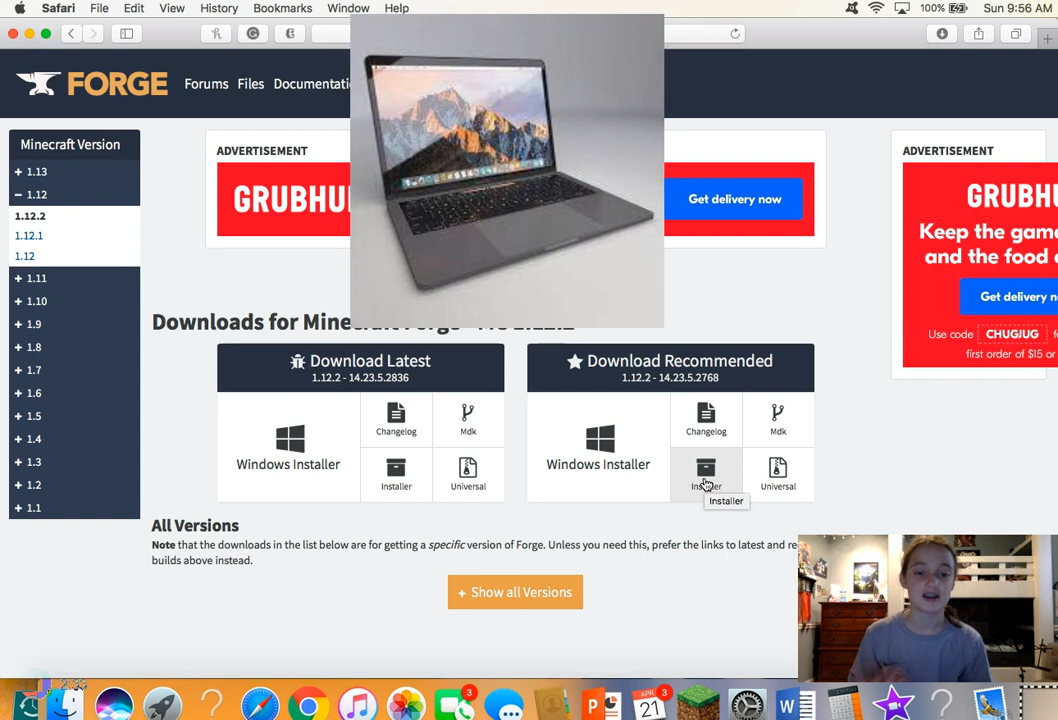 Safari File Edit View History Bookmarks Window Help 100% Sun 9:56 AM
FORGE Forums Files
Minecraft Version
+ 1.13
− 1.12
1.12.2
1.12.1
1.12
+ 1.11
+ 1.10
+ 1.9
+ 1.8
+ 1.7
+ 1.6
+ 1.5
+ 1.4
+ 1.3
+ 1.2
+ 1.1
ADVERTISEMENT
Get delivery now
ADVERTISEMENT
Keep the
and the food
Get delivery
Use code CHUGJUG
first order of $15 or
Downloads for
Download Latest
1.12.2 - 14.23.5.2836
Windows Installer
Changelog
Mdk
Installer
Universal
Download Recommended
1.12.2 - 14.23.5.2768
Windows Installer
Changelog
Mdk
Universal
Installer
All Versions
Note that the downloads in the list below are for getting a specific version of Forge. Unless you need this, prefer the links to latest and
builds above instead.
+ Show all Versions
3
APR 3
21